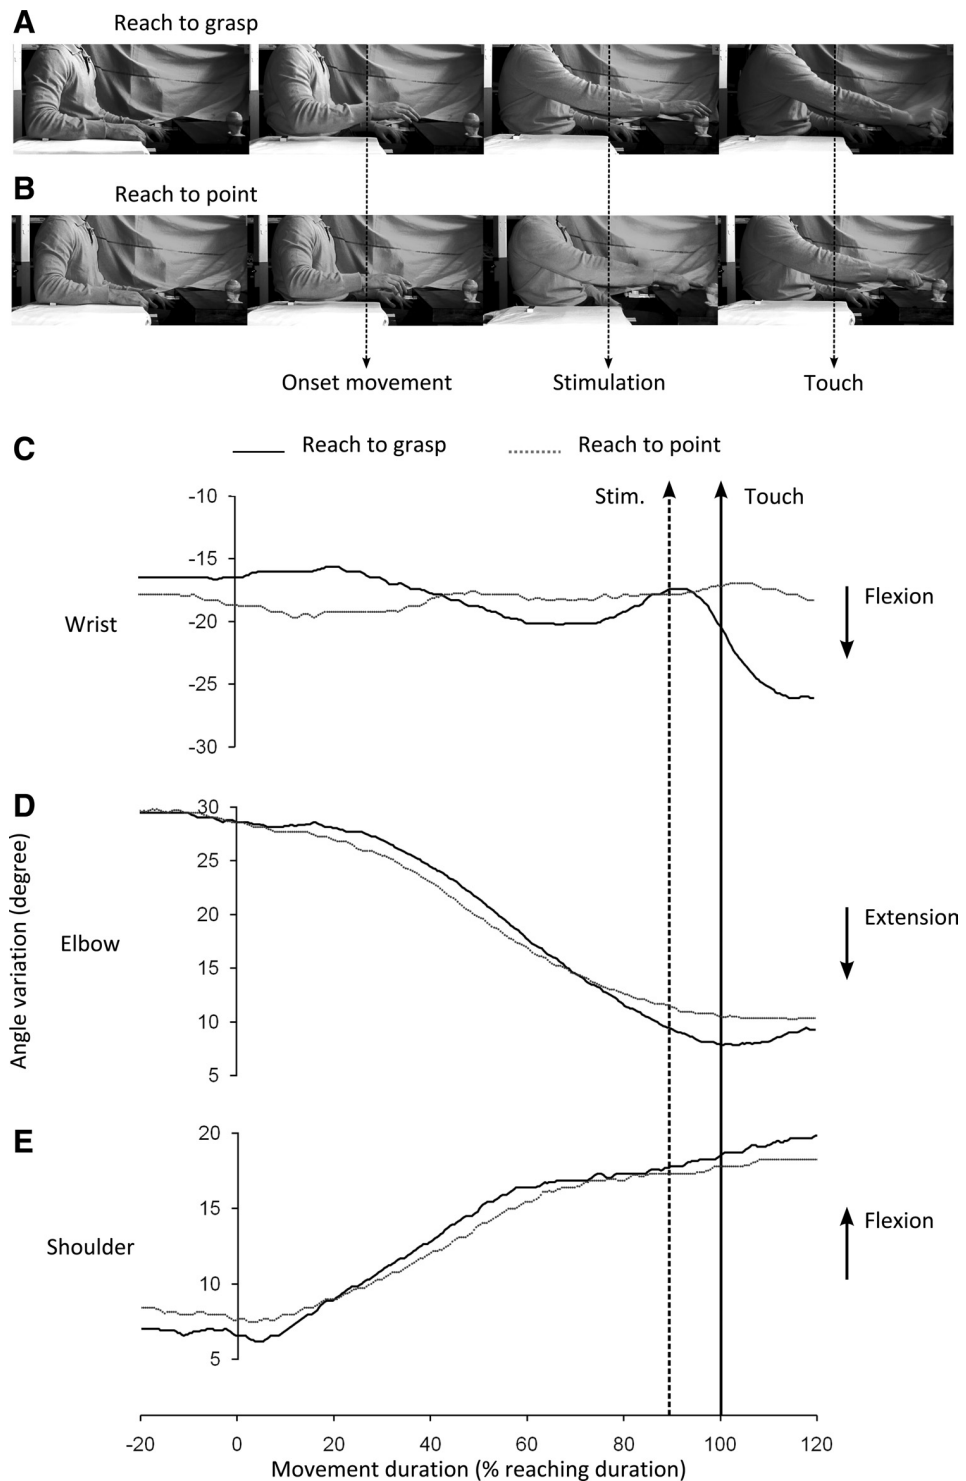 A
Reach to grasp
B
Reach to point
Onset movement Stimulation Touch
C
Reach to grasp Reach to point
Stim. Touch
-10
-15
-20
-25
-30
Wrist
Flexion
D
30
25
20
15
10
5
Elbow
Extension
Angle variation (degree)
E
20
15
10
5
Shoulder
Flexion
-20 0 20 40 60 80 100 120
Movement duration (% reaching duration)